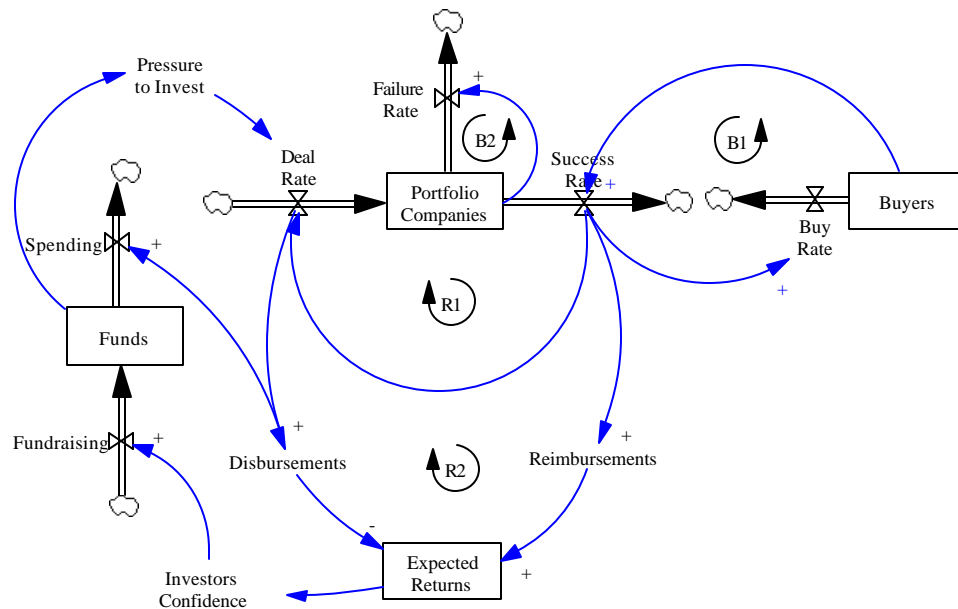 Pressure
to Invest
+
Failure
Rate
B2
Success
Rate
+
B1
Deal
Rate
Portfolio
Companies
Buyers
Buy
Rate
+
Spending
+
R1
Funds
Fundraising
+
+
Disbursements
R2
+
Reimbursements
-
Expected
Returns
+
Investors
Confidence